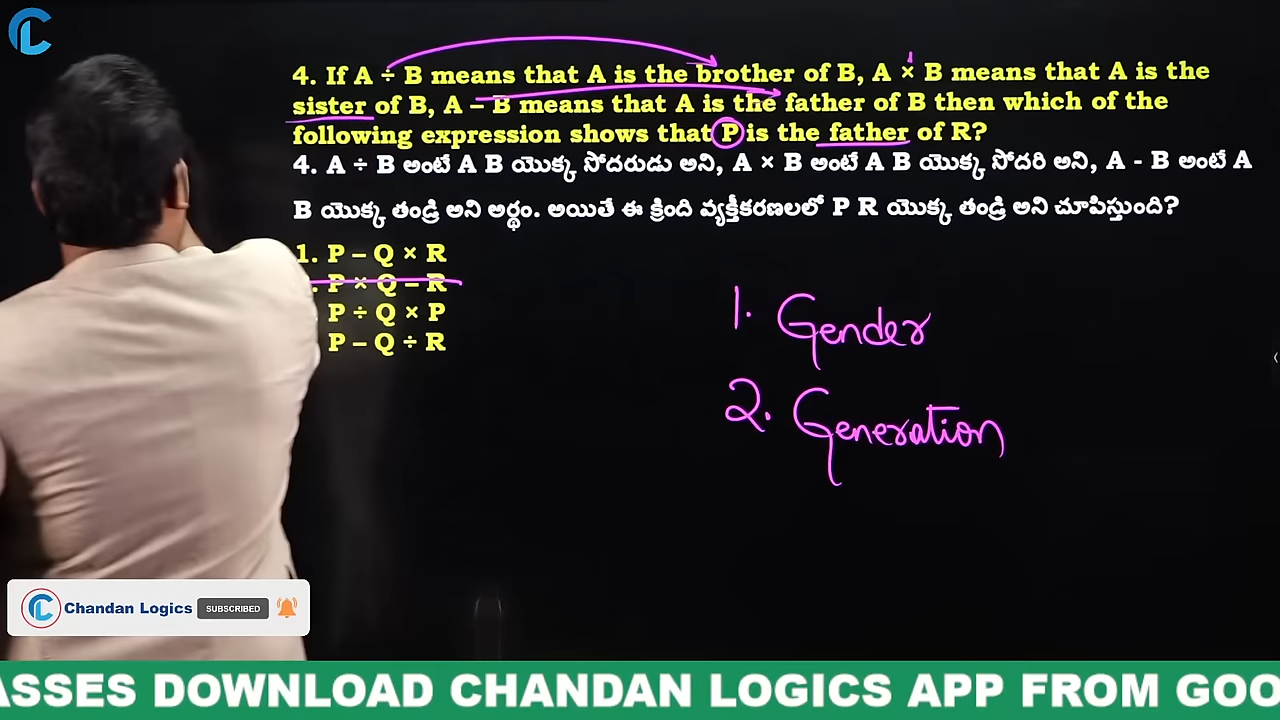 4. If A ÷ B means that A is the brother of B, A × B means that A is the
sister of B, A – B means that A is the father of B then which of the
following expression shows that P is the father of R?
4. A ÷ B అంటే A B యొక్క సోదరుడు అని, A × B అంటే A B యొక్క సోదరి అని, A - B అంటే A
B యొక్క తండ్రి అని అర్థం. అయితే ఈ క్రింది వ్యక్తీకరణలలో P R యొక్క తండ్రి అని చూపిస్తుంది?
1. P – Q × R
P × Q – R
P ÷ Q × P
P – Q ÷ R
1. Gender
2. Generation
Chandan Logics SUBSCRIBED
ASSES DOWNLOAD CHANDAN LOGICS APP FROM GOO